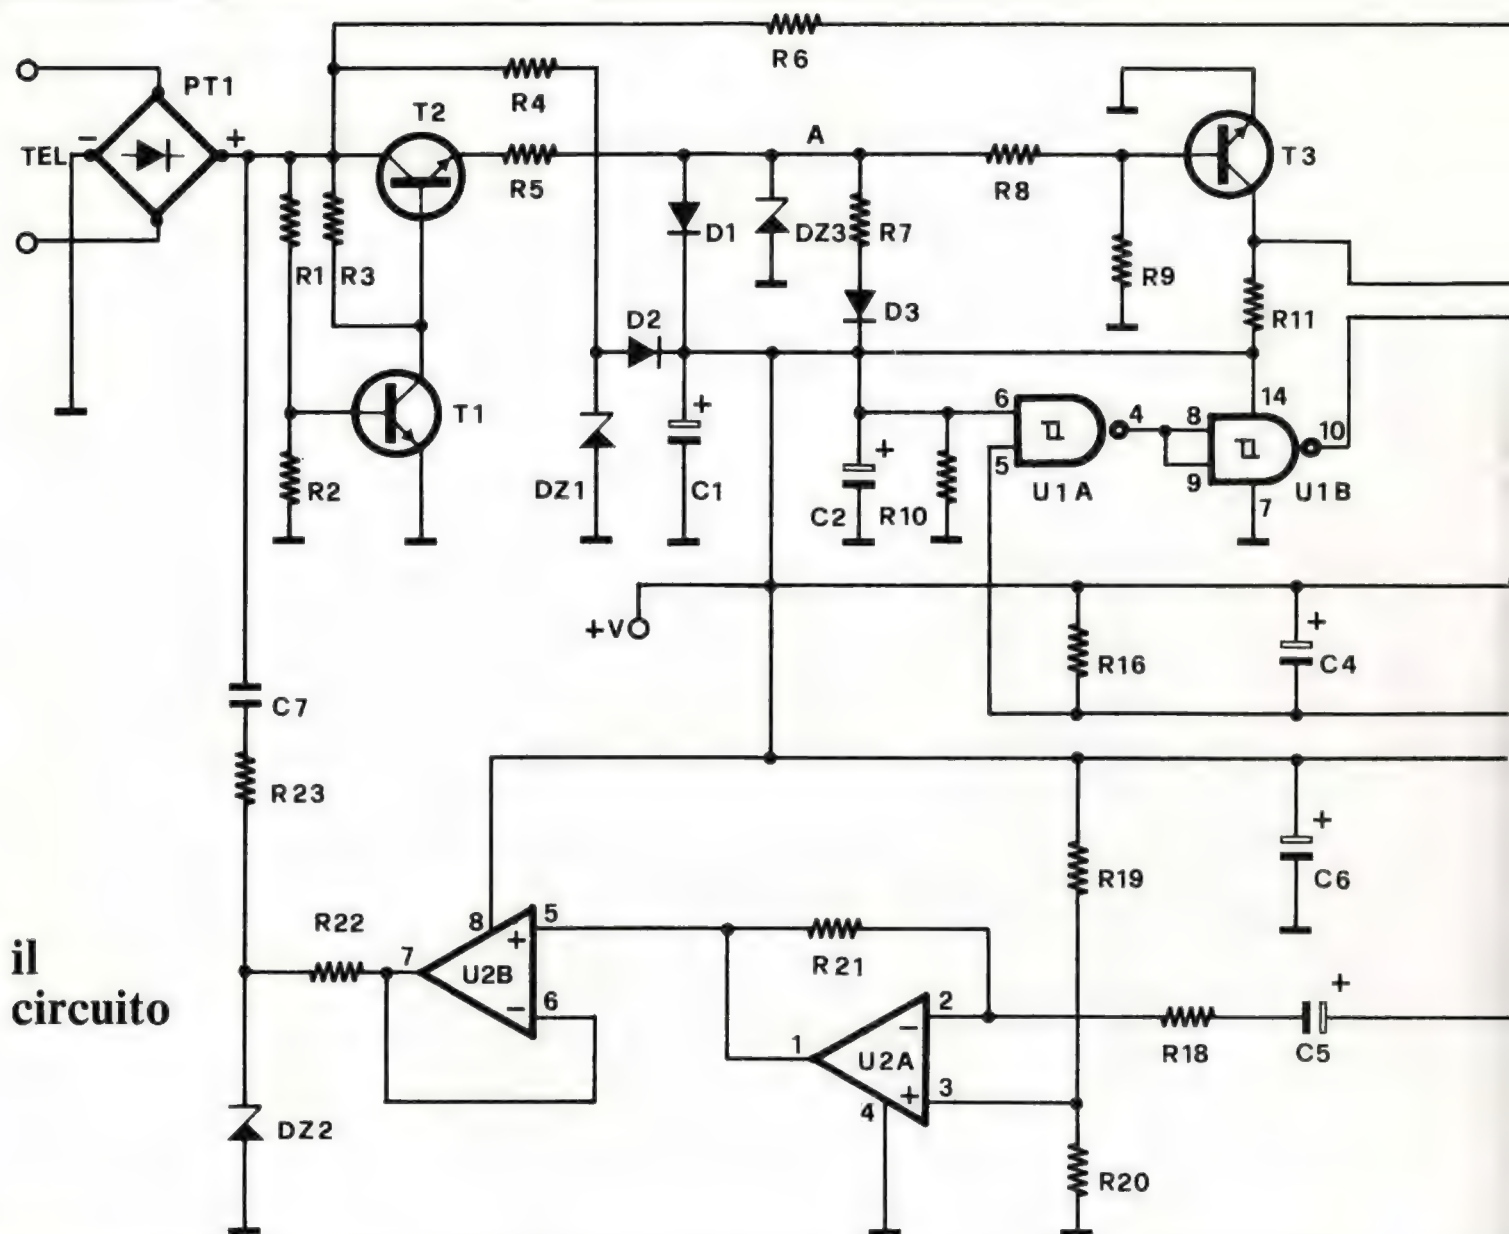 R6
PT1
R4
T2
A
TEL
−
+
R5
R8
T3
D1
DZ3
R7
R1
R3
R9
D2
D3
R11
T1
+
6
4
8
14
10
5
9
7
R2
DZ1
C1
+
C2
R10
U1A
U1B
+V
R16
+
C4
C7
R23
R19
+
C6
il
circuito
R22
7
8
5
+
U2B
−
6
R21
2
−
1
U2A
+
3
4
R18
C5
+
DZ2
R20